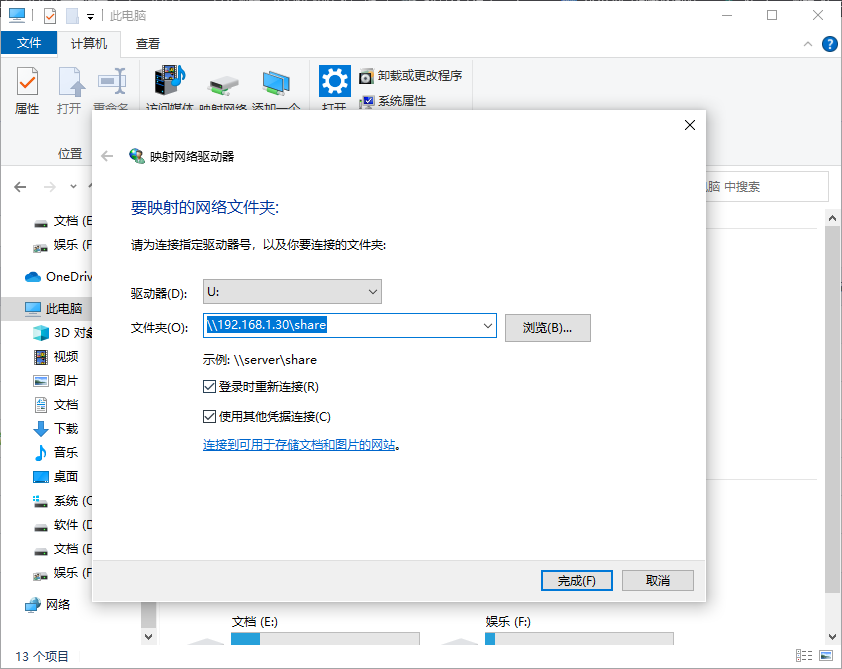 此电脑
文件 计算机 查看
属性 打开 重命名 访问媒体 映射网络 添加一个 打开 卸载或更改程序
系统属性
位置
映射网络驱动器
脑 中搜索
要映射的网络文件夹:
请为连接指定驱动器号，以及你要连接的文件夹:
驱动器(D): U:
文件夹(O): \\192.168.1.30\share 浏览(B)...
示例: \\server\share
登录时重新连接(R)
使用其他凭据连接(C)
连接到可用于存储文档和图片的网站。
完成(F) 取消
文档 (E
娱乐 (F
OneDriv
此电脑
3D 对象
视频
图片
文档
下载
音乐
桌面
系统 (C
软件 (D
文档 (E
娱乐 (F
网络
文档 (E:) 娱乐 (F:)
13 个项目